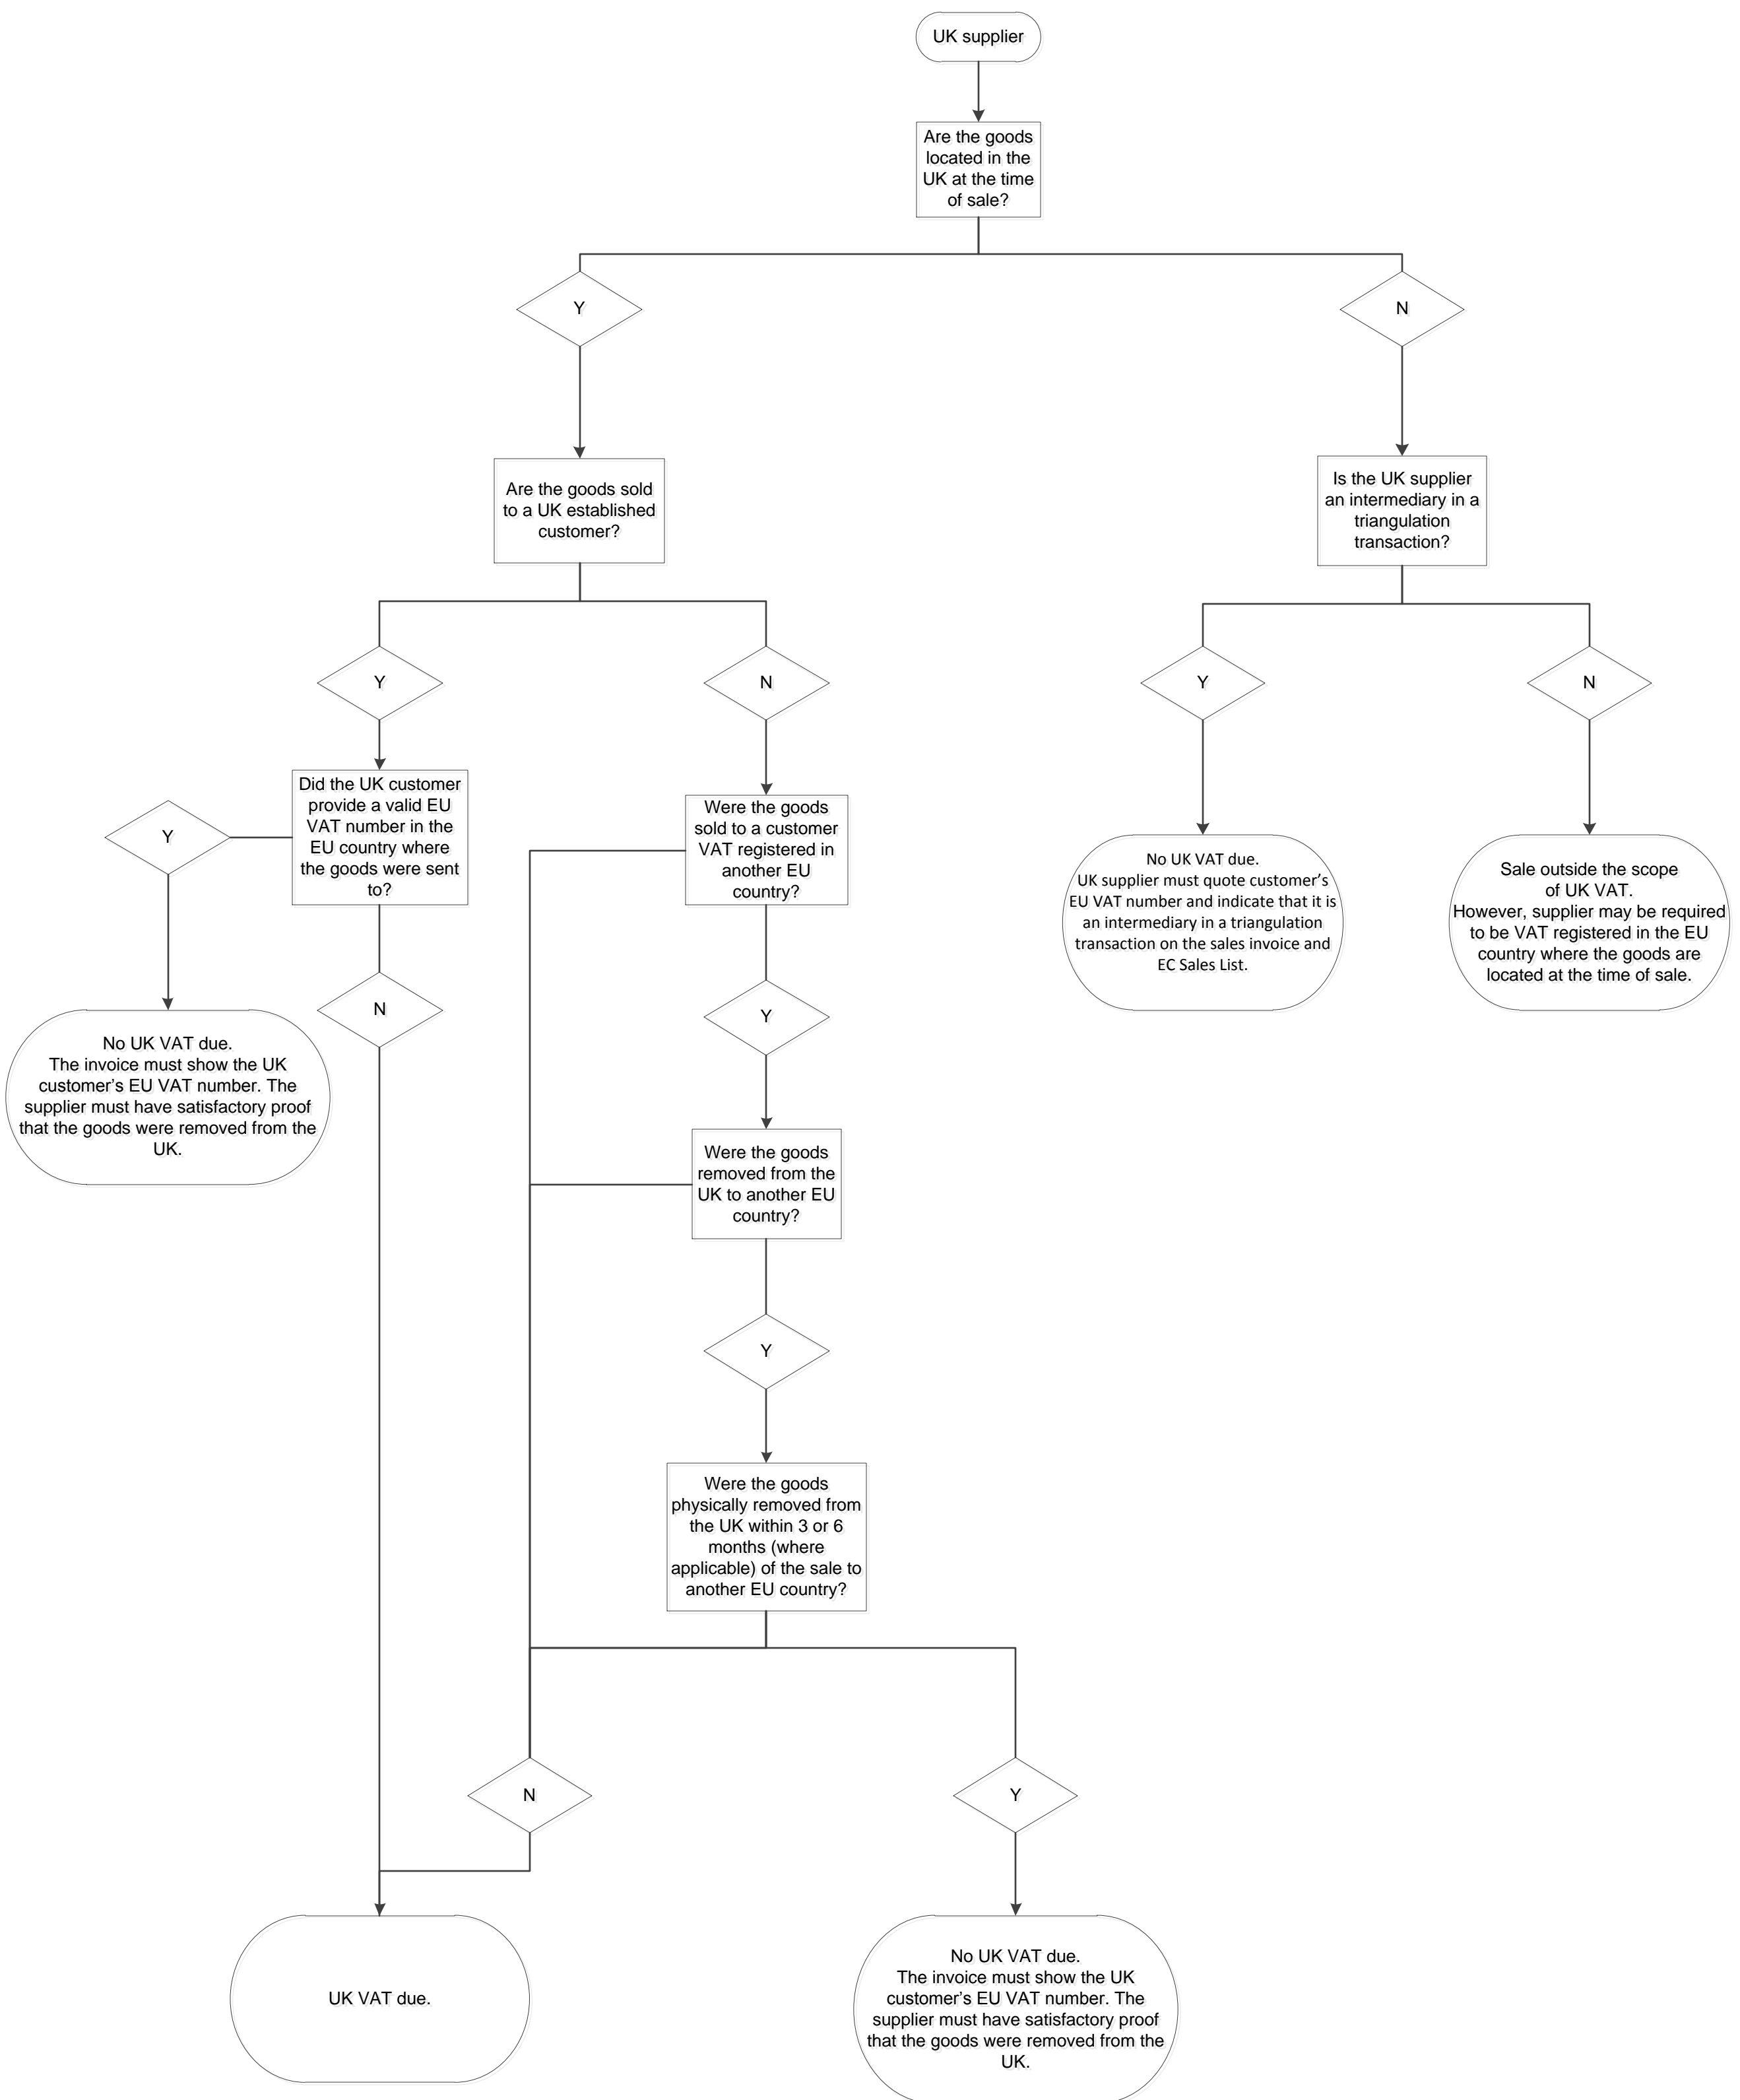 UK supplier
Are the goods
located in the
UK at the time
of sale?
Y
N
Are the goods sold
to a UK established
customer?
Is the UK supplier
an intermediary in a
triangulation
transaction?
Y
N
Y
N
Did the UK customer
provide a valid EU
VAT number in the
EU country where
the goods were sent
to?
Y
Were the goods
sold to a customer
VAT registered in
another EU
country?
No UK VAT due.
UK supplier must quote customer's
EU VAT number and indicate that it is
an intermediary in a triangulation
transaction on the sales invoice and
EC Sales List.
Sale outside the scope
of UK VAT.
However, supplier may be required
to be VAT registered in the EU
country where the goods are
located at the time of sale.
N
Y
No UK VAT due.
The invoice must show the UK
customer's EU VAT number. The
supplier must have satisfactory proof
that the goods were removed from the
UK.
Were the goods
removed from the
UK to another EU
country?
Y
Were the goods
physically removed from
the UK within 3 or 6
months (where
applicable) of the sale to
another EU country?
N
Y
UK VAT due.
No UK VAT due.
The invoice must show the UK
customer's EU VAT number. The
supplier must have satisfactory proof
that the goods were removed from the
UK.